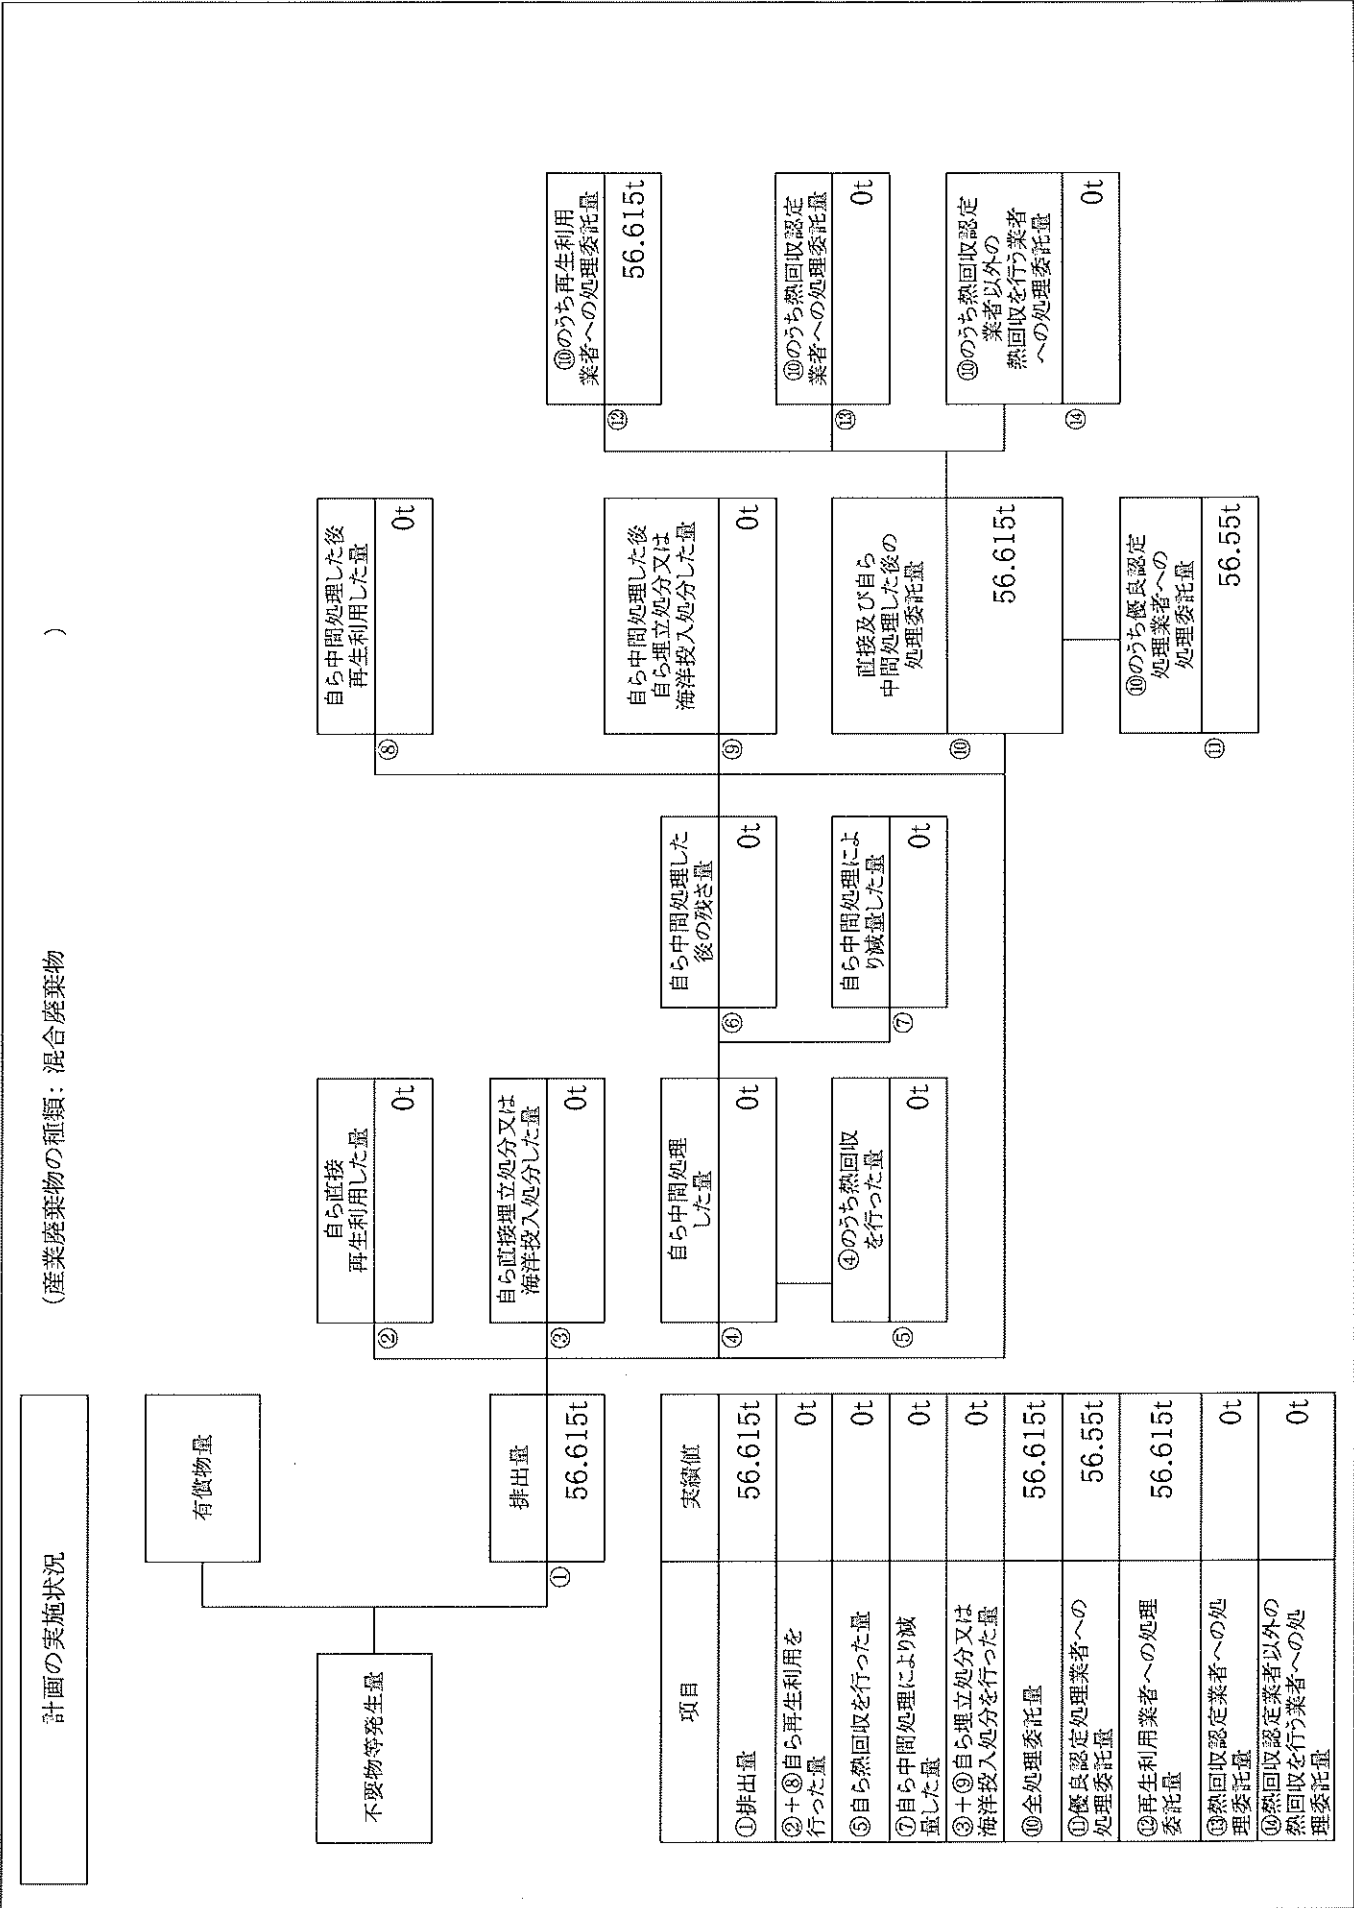 計画の実施状況
(産業廃棄物の種類：混合廃棄物 )
不要物等発生量
有償物量
排出量
① 56.615t
自ら直接
再生利用した量
② 0t
自ら直接埋立処分又は
海洋投入処分した量
③ 0t
自ら中間処理
した量
④ 0t
④のうち熱回収
を行った量
⑤ 0t
自ら中間処理した
後の残さ量
⑥ 0t
自ら中間処理によ
り減量した量
⑦ 0t
自ら中間処理した後
再生利用した量
⑧ 0t
自ら中間処理した後
自ら埋立処分又は
海洋投入処分した量
⑨ 0t
直接及び自ら
中間処理した後の
処理委託量
⑩ 56.615t
⑩のうち優良認定
処理業者への
処理委託量
⑪ 56.55t
⑩のうち再生利用
業者への処理委託量
⑫ 56.615t
⑩のうち熱回収認定
業者への処理委託量
⑬ 0t
⑩のうち熱回収認定
業者以外の
熱回収を行う業者
への処理委託量
⑭ 0t
項目 実績値
①排出量 56.615t
②+⑧自ら再生利用を
行った量 0t
⑤自ら熱回収を行った量 0t
⑦自ら中間処理により減
量した量 0t
③+⑨自ら埋立処分又は
海洋投入処分を行った量 0t
⑩全処理委託量 56.615t
⑪優良認定処理業者への
処理委託量 56.55t
⑫再生利用業者への処理
委託量 56.615t
⑬熱回収認定業者への処
理委託量 0t
⑭熱回収認定業者以外の
熱回収を行う業者への処
理委託量 0t